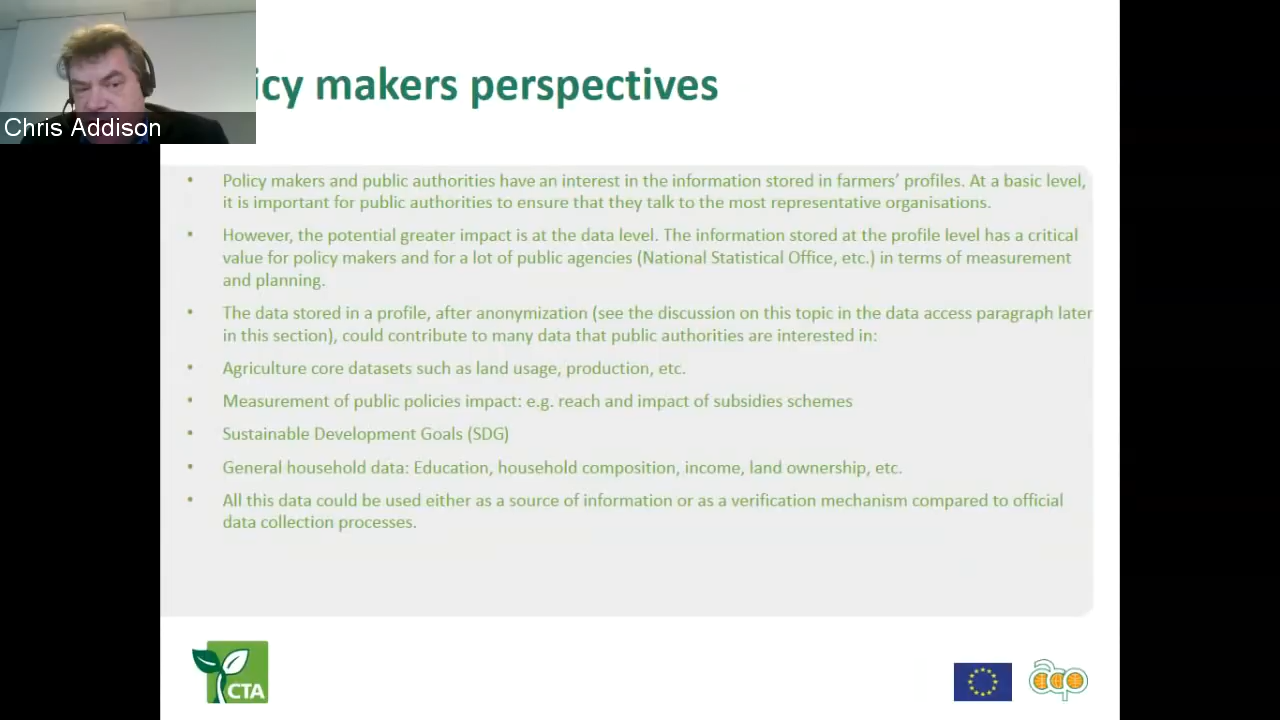 icy makers perspectives
Chris Addison
• Policy makers and public authorities have an interest in the information stored in farmers’ profiles. At a basic level,
it is important for public authorities to ensure that they talk to the most representative organisations.
• However, the potential greater impact is at the data level. The information stored at the profile level has a critical
value for policy makers and for a lot of public agencies (National Statistical Office, etc.) in terms of measurement
and planning.
• The data stored in a profile, after anonymization (see the discussion on this topic in the data access paragraph later
in this section), could contribute to many data that public authorities are interested in:
• Agriculture core datasets such as land usage, production, etc.
• Measurement of public policies impact: e.g. reach and impact of subsidies schemes
• Sustainable Development Goals (SDG)
• General household data: Education, household composition, income, land ownership, etc.
• All this data could be used either as a source of information or as a verification mechanism compared to official
data collection processes.
CTA
acp